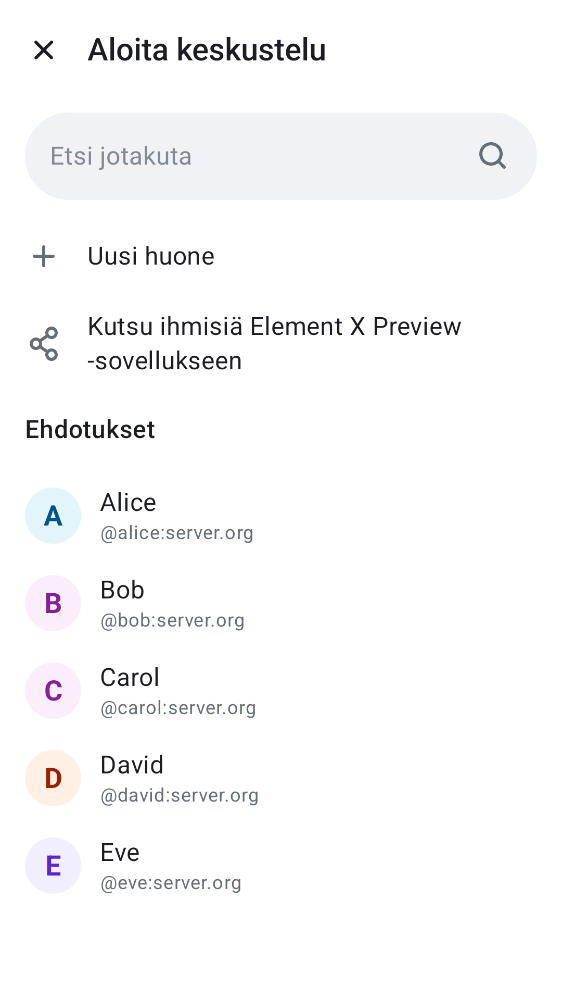 Aloita keskustelu
Etsi jotakuta
Uusi huone
Kutsu ihmisiä Element X Preview
-sovellukseen
Ehdotukset
A
Alice
@alice:server.org
B
Bob
@bob:server.org
C
Carol
@carol:server.org
D
David
@david:server.org
E
Eve
@eve:server.org